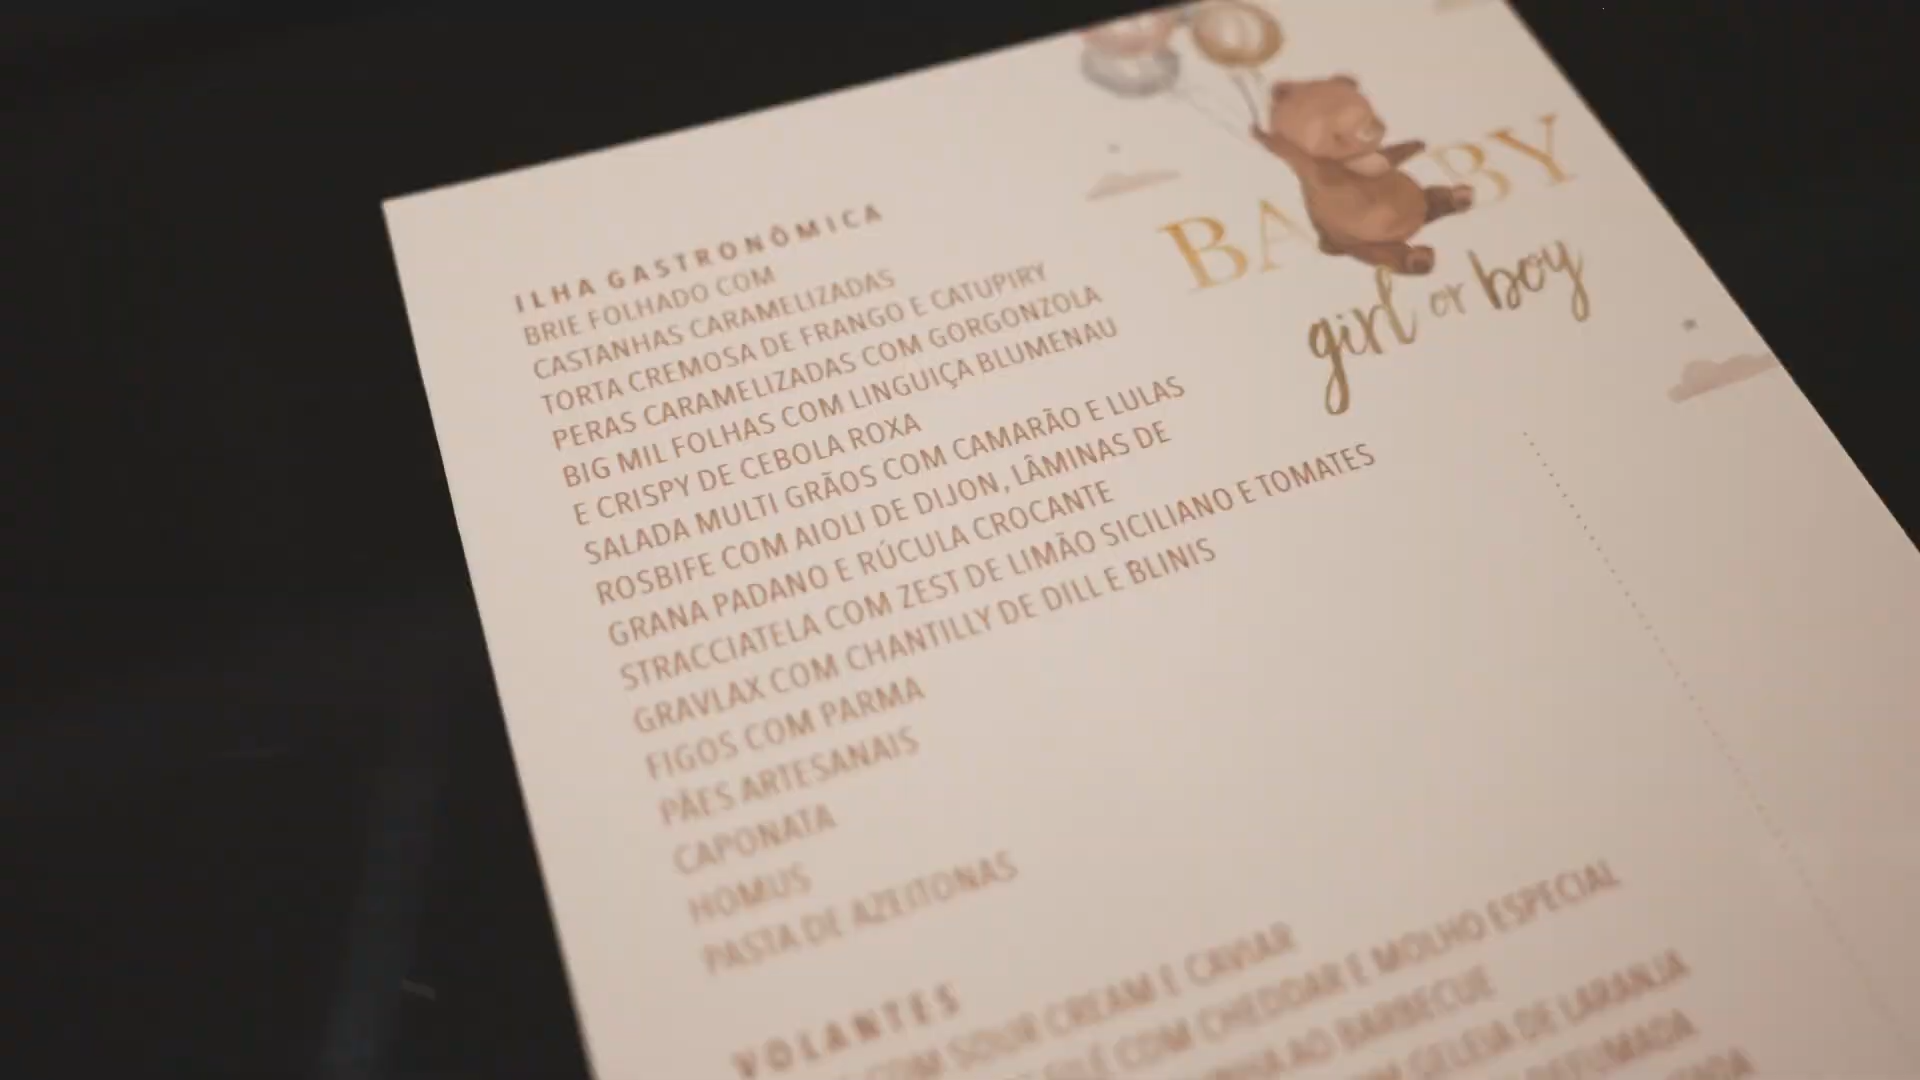 BABY
girl or boy
ILHA GASTRONÔMICA
BRIE FOLHADO COM
CASTANHAS CARAMELIZADAS
TORTA CREMOSA DE FRANGO E CATUPIRY
PERAS CARAMELIZADAS COM GORGONZOLA
BIG MIL FOLHAS COM LINGUIÇA BLUMENAU
E CRISPY DE CEBOLA ROXA
SALADA MULTI GRÃOS COM CAMARÃO E LULAS
ROSBIFE COM AIOLI DE DIJON, LÂMINAS DE
GRANA PADANO E RÚCULA CROCANTE
STRACCIATELA COM ZEST DE LIMÃO SICILIANO E TOMATES
GRAVLAX COM CHANTILLY DE DILL E BLINIS
FIGOS COM PARMA
PÃES ARTESANAIS
CAPONATA
HOMUS
PASTA DE AZEITONAS
VOLANTES
COM SOUR CREAM E CAVIAR
COM CHEDDAR E MOLHO ESPECIAL
AO BARBECUE
GELEIA DE LARANJA
DEFUMADA